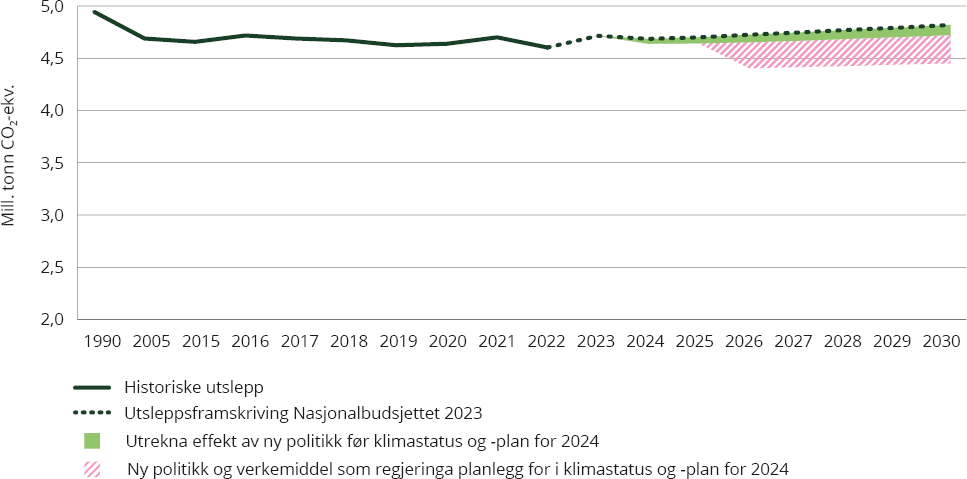 5,0
4,5
4,0
3,5
3,0
2,5
2,0
Mill. tonn CO₂-ekv.
1990 2005 2015 2016 2017 2018 2019 2020 2021 2022 2023 2024 2025 2026 2027 2028 2029 2030
Historiske utslepp
Utsleppsframskriving Nasjonalbudsjettet 2023
Utrekna effekt av ny politikk før klimastatus og -plan for 2024
Ny politikk og verkemiddel som regjeringa planlegg for i klimastatus og -plan for 2024